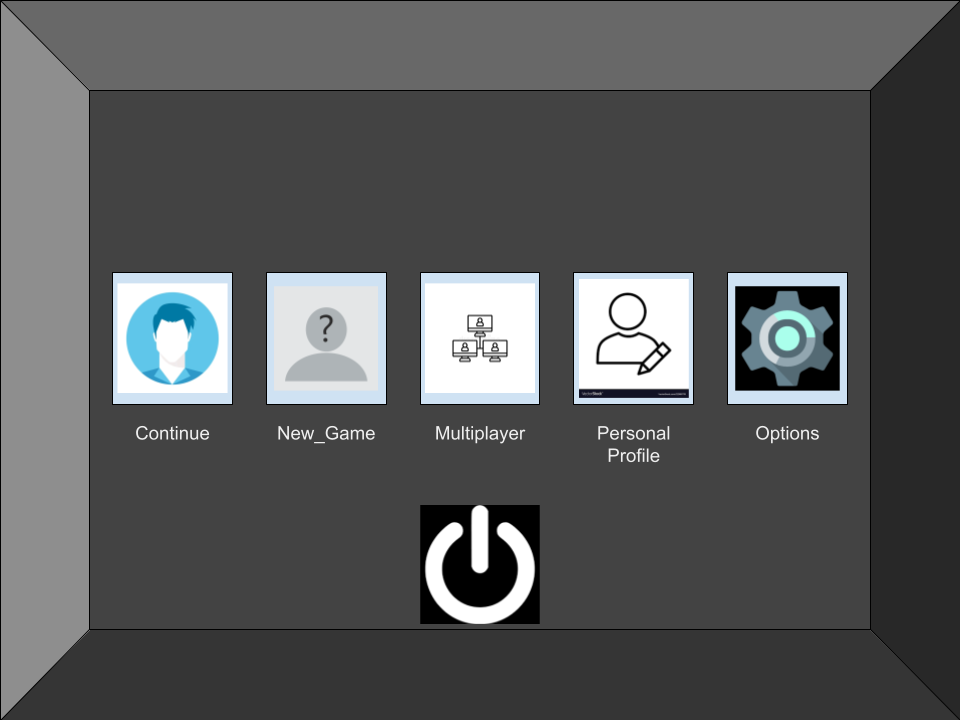 ?
Continue
New_Game
Multiplayer
Personal
Profile
Options